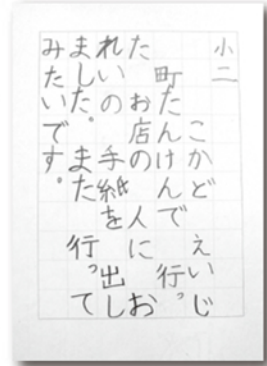 小二
こかど えいじ
町たんけんで 行っ
た お店の 人に お
れいの 手紙を 出し
ました。また 行って
みたいです。